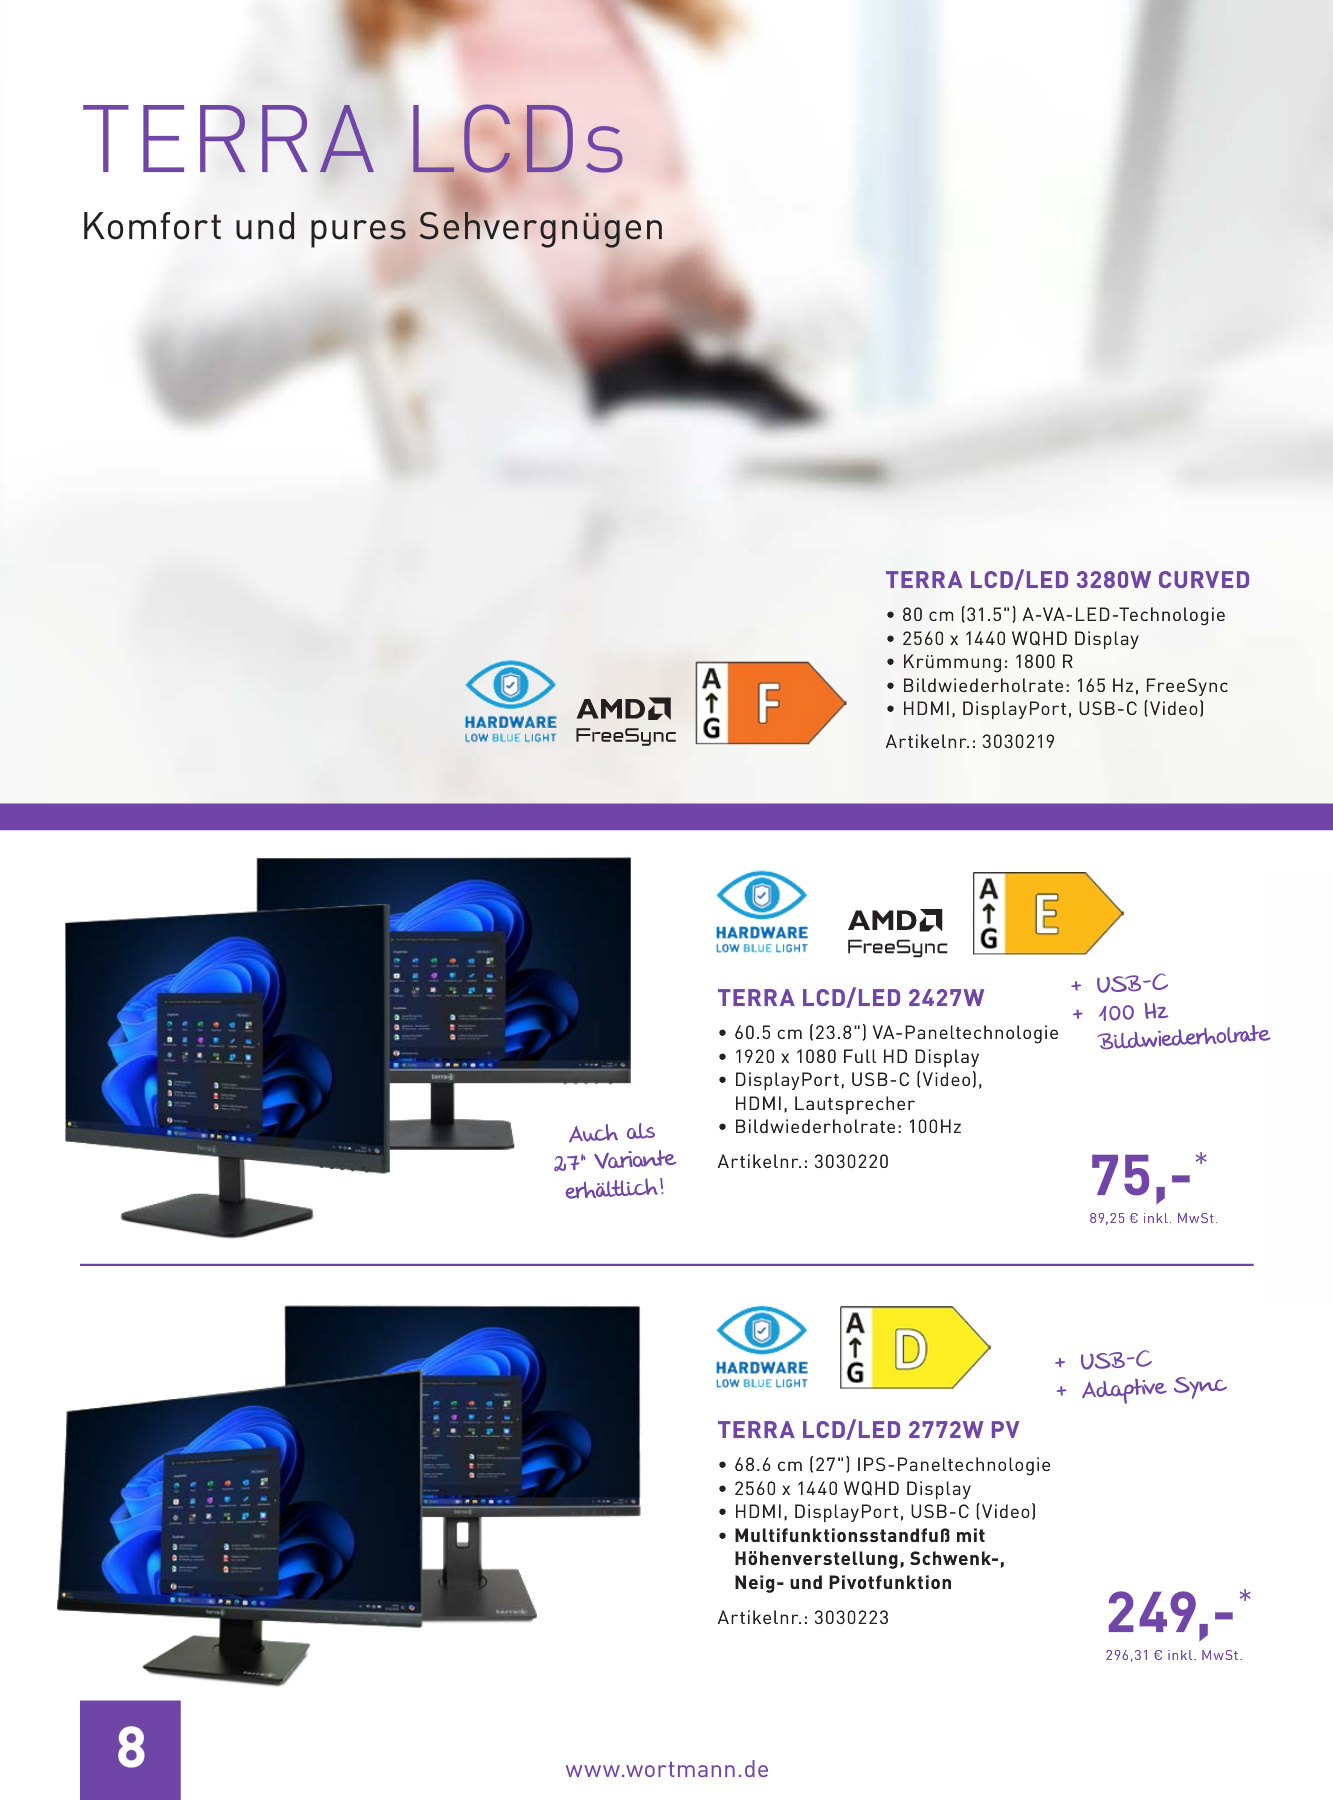 TERRA LCDs
Komfort und pures Sehvergnügen
TERRA LCD/LED 3280W CURVED
• 80 cm (31.5") A-VA-LED-Technologie
• 2560 x 1440 WQHD Display
• Krümmung: 1800 R
• Bildwiederholrate: 165 Hz, FreeSync
• HDMI, DisplayPort, USB-C (Video)
Artikelnr.: 3030219
HARDWARE
LOW BLUE LIGHT
AMD
FreeSync
A
↑
G
F
HARDWARE
LOW BLUE LIGHT
AMD
FreeSync
A
↑
G
E
TERRA LCD/LED 2427W
• 60.5 cm (23.8") VA-Paneltechnologie
• 1920 x 1080 Full HD Display
• DisplayPort, USB-C (Video),
HDMI, Lautsprecher
• Bildwiederholrate: 100Hz
Artikelnr.: 3030220
+ USB-C
+ 100 Hz
Bildwiederholrate
Auch als
27" Variante
erhältlich!
75,-*
89,25 € inkl. MwSt.
HARDWARE
LOW BLUE LIGHT
A
↑
G
D
+ USB-C
+ Adaptive Sync
TERRA LCD/LED 2772W PV
• 68.6 cm (27") IPS-Paneltechnologie
• 2560 x 1440 WQHD Display
• HDMI, DisplayPort, USB-C (Video)
• Multifunktionsstandfuß mit
Höhenverstellung, Schwenk-,
Neig- und Pivotfunktion
Artikelnr.: 3030223
249,-*
296,31 € inkl. MwSt.
8
www.wortmann.de